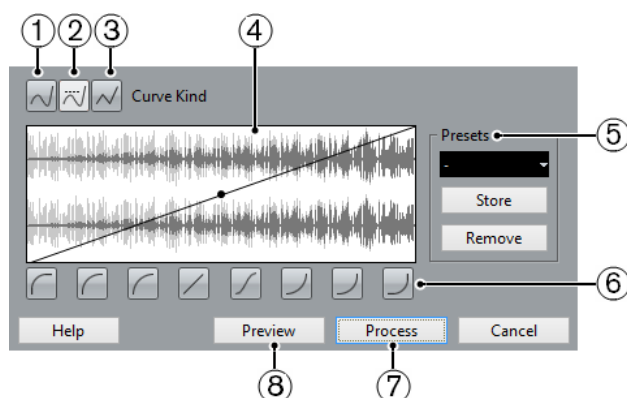 ① ② ③ ④
Curve Kind
Presets ⑤
-
Store
Remove
⑥
Help Preview Process Cancel
⑧ ⑦